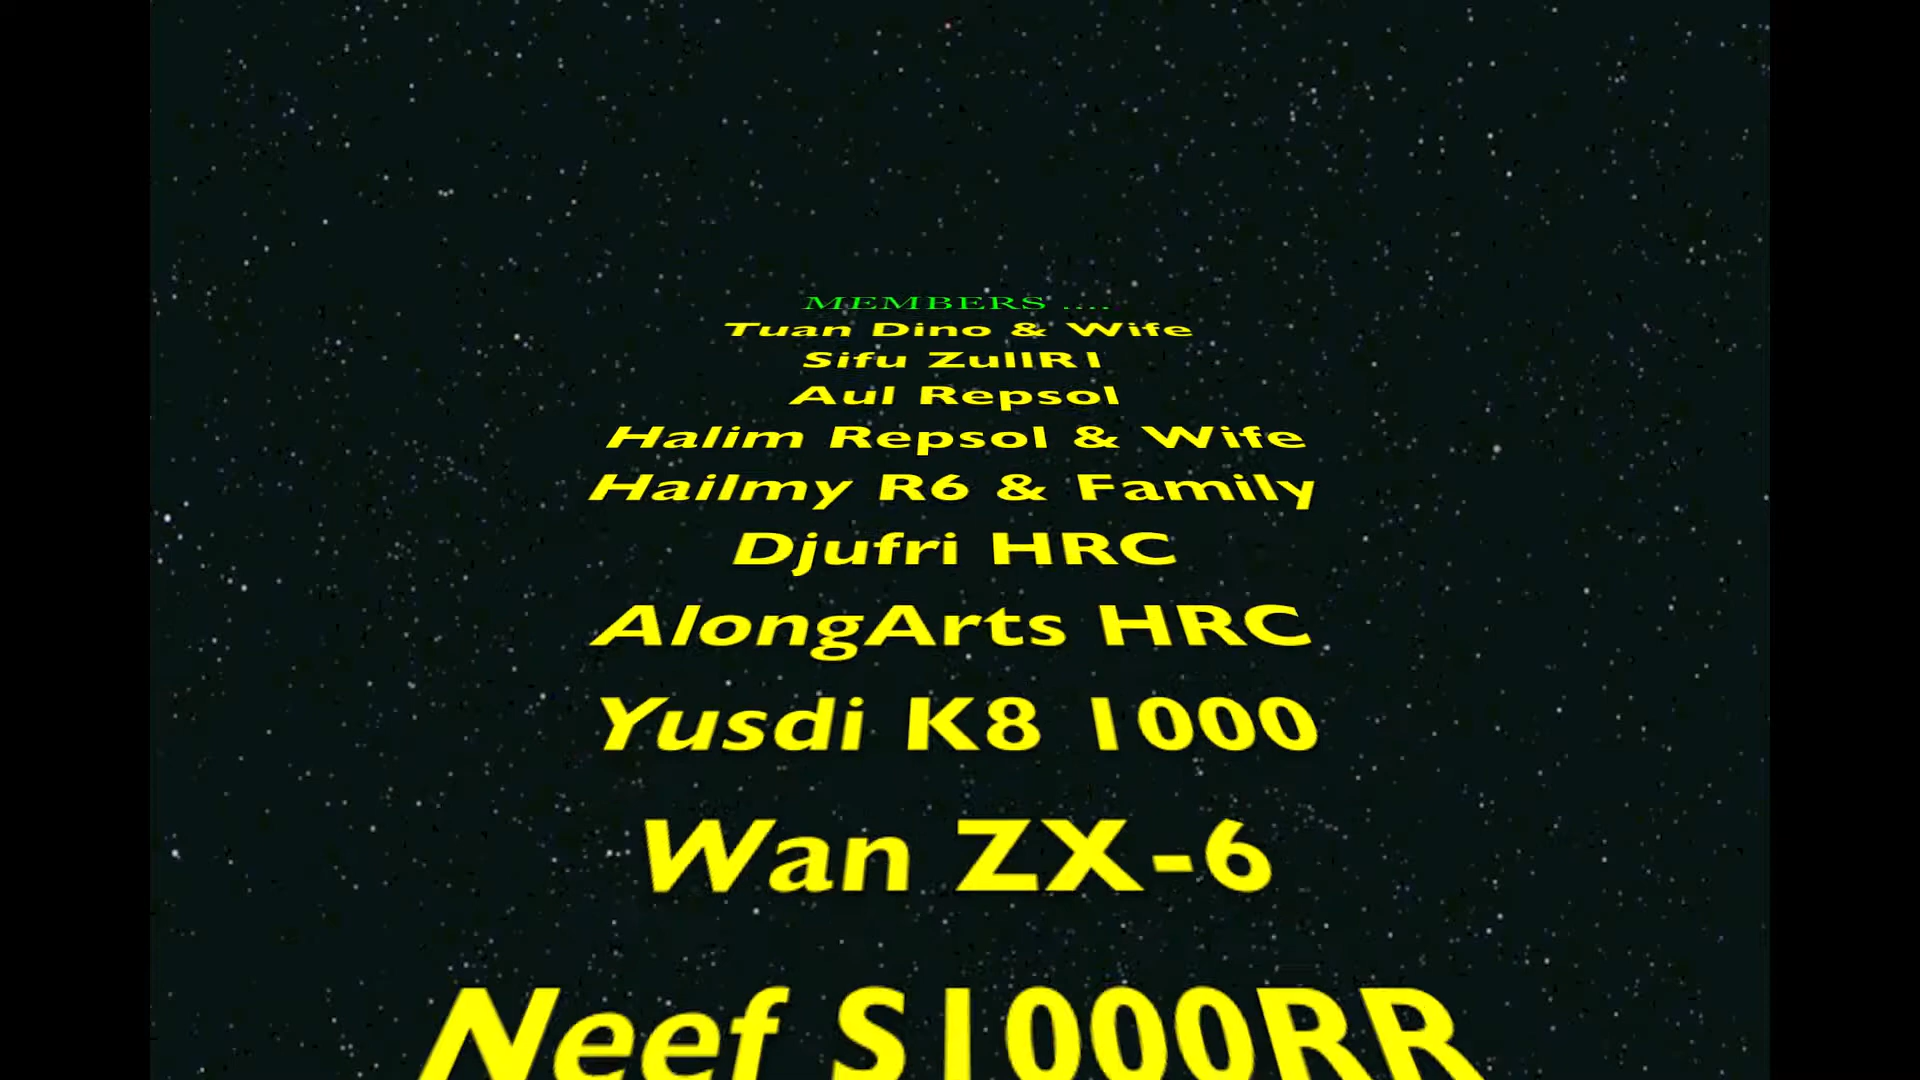 MEMBERS ....
Tuan Dino & Wife
Sifu ZullR1
Aul Repsol
Halim Repsol & Wife
Hailmy R6 & Family
Djufri HRC
AlongArts HRC
Yusdi K8 1000
Wan ZX-6
Neef S1000RR